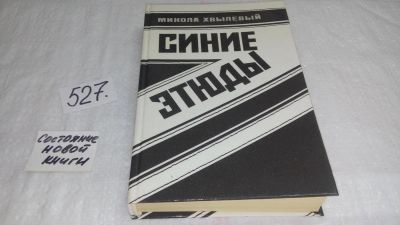 МИКОЛА ХВЫЛЕВЫЙ
СИНИЕ
ЭТЮДЫ
527.
СОСТОЯНИЕ
НОВОЙ
КНИГИ